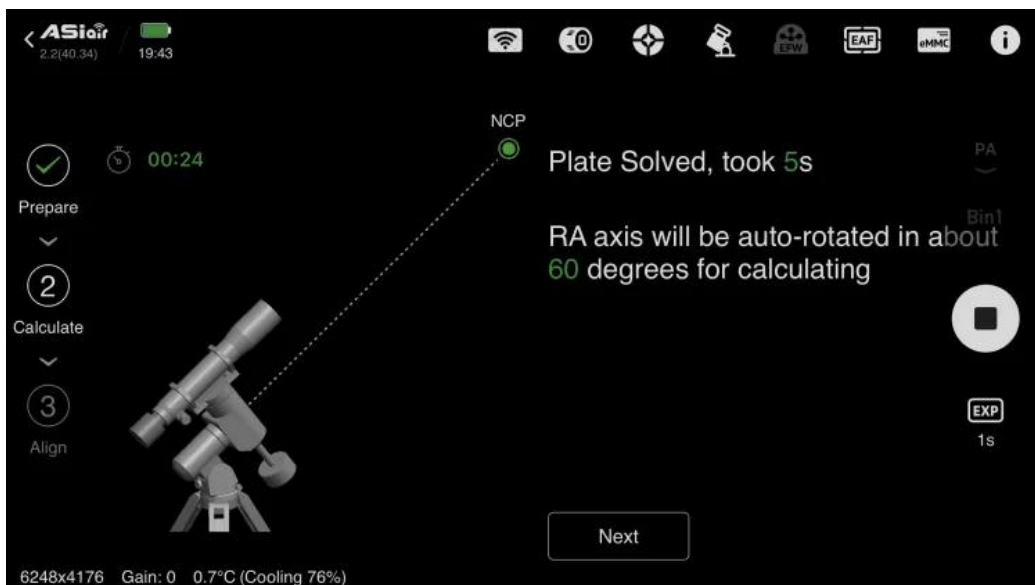 ASiair
2.2(40.34)
19:43
0
EFW
EAF
eMMC
i
NCP
00:24
Plate Solved, took 5s
PA
Prepare
RA axis will be auto-rotated in about
60 degrees for calculating
Bin1
2
Calculate
3
Align
EXP
1s
Next
6248x4176 Gain: 0 0.7°C (Cooling 76%)